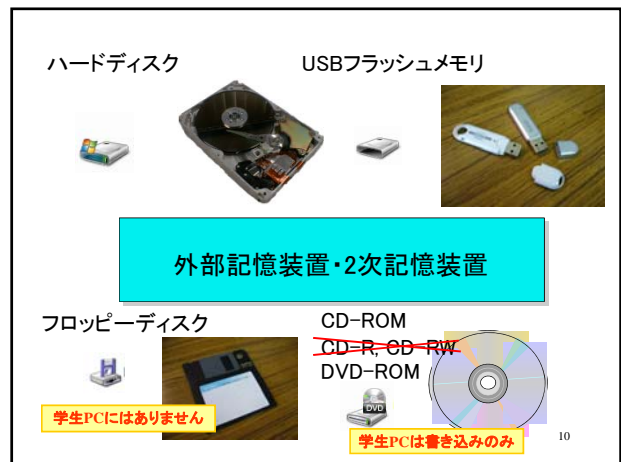 ハードディスク
USBフラッシュメモリ
外部記憶装置・2次記憶装置
フロッピーディスク
CD-ROM
CD-R, CD-RW
DVD-ROM
DVD
学生PCにはありません
学生PCは書き込みのみ
10